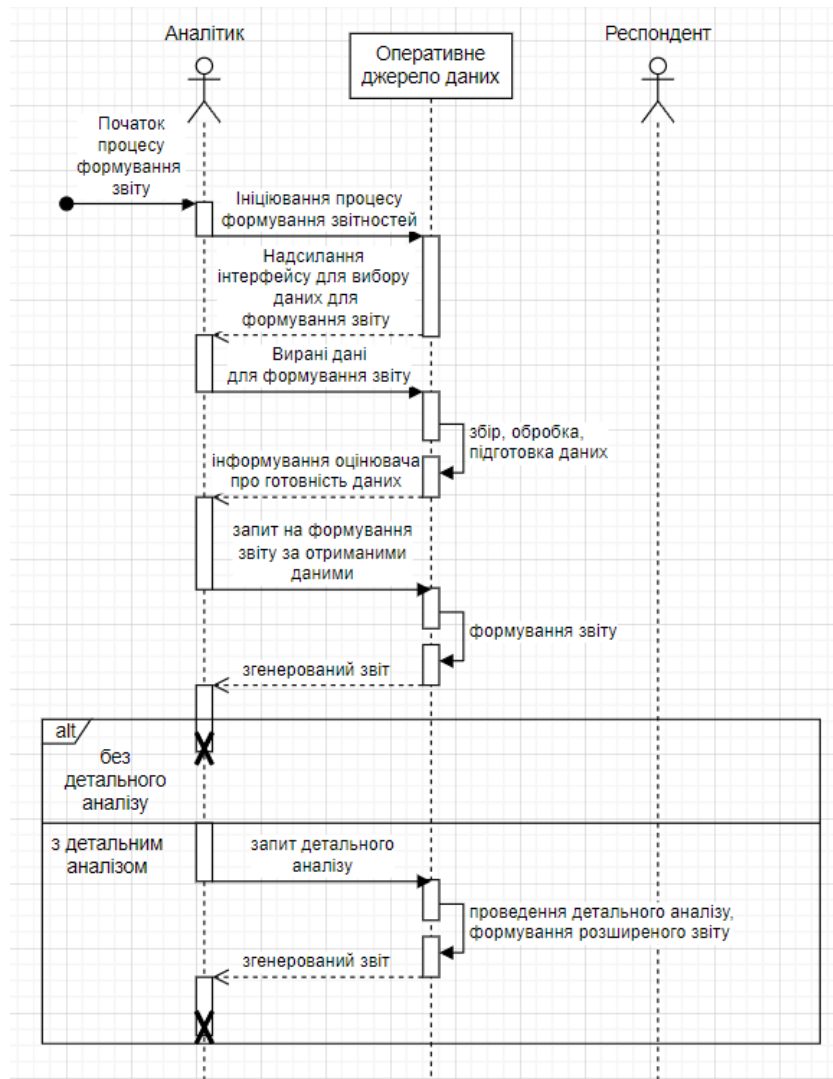 Аналітик
Оперативне
джерело даних
Респондент
Початок
процесу
формування
звіту
Ініціювання процесу
формування звітностей
Надсилання
інтерфейсу для вибору
даних для
формування звіту
Вирані дані
для формування звіту
збір, обробка,
підготовка даних
інформування оцінювача
про готовність даних
запит на формування
звіту за отриманими
даними
формування звіту
згенерований звіт
alt
без
детального
аналізу
з детальним
аналізом
запит детального
аналізу
проведення детального аналізу,
формування розширеного звіту
згенерований звіт